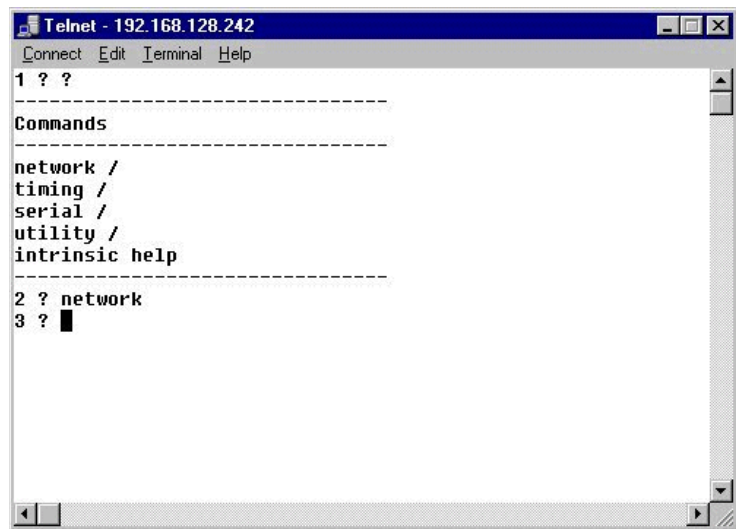 Telnet - 192.168.128.242
Connect Edit Terminal Help
1 ? ?
--------------------------------
Commands
--------------------------------
network /
timing /
serial /
utility /
intrinsic help
--------------------------------
2 ? network
3 ?